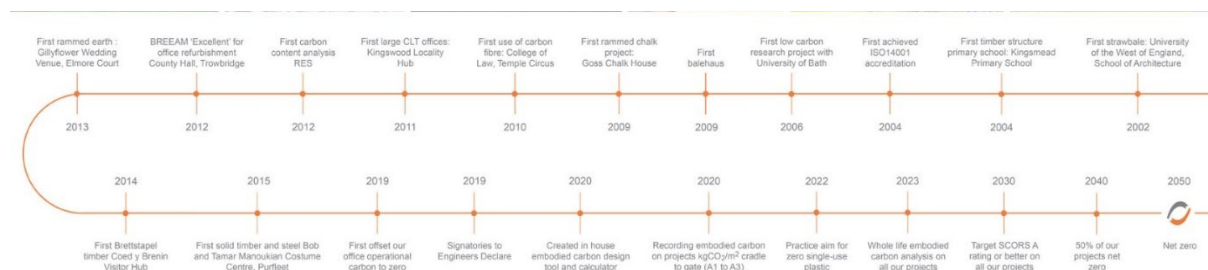 First rammed earth :
Gillyflower Wedding
Venue, Elmore Court
BREEAM ‘Excellent’ for
office refurbishment
County Hall, Trowbridge
First carbon
content analysis
RES
First large CLT offices:
Kingswood Locality
Hub
First use of carbon
fibre: College of
Law, Temple Circus
First rammed chalk
project:
Goss Chalk House
First
balehaus
First low carbon
research project with
University of Bath
First achieved
ISO14001
accreditation
First timber structure
primary school: Kingsmead
Primary School
First strawbale: University
of the West of England,
School of Architecture
2013
2012
2012
2011
2010
2009
2009
2006
2004
2004
2002
2014
2015
2019
2019
2020
2020
2022
2023
2030
2040
2050
First Brettstapel
timber Coed y Brenin
Visitor Hub
First solid timber and steel Bob
and Tamar Manoukian Costume
Centre, Purfleet
First offset our
office operational
carbon to zero
Signatories to
Engineers Declare
Created in house
embodied carbon design
tool and calculator
Recording embodied carbon
on projects kgCO₂/m² cradle
to gate (A1 to A3)
Practice aim for
zero single-use
plastic
Whole life embodied
carbon analysis on
all our projects
Target SCORS A
rating or better on
all our projects
50% of our
projects net
zero
Net zero